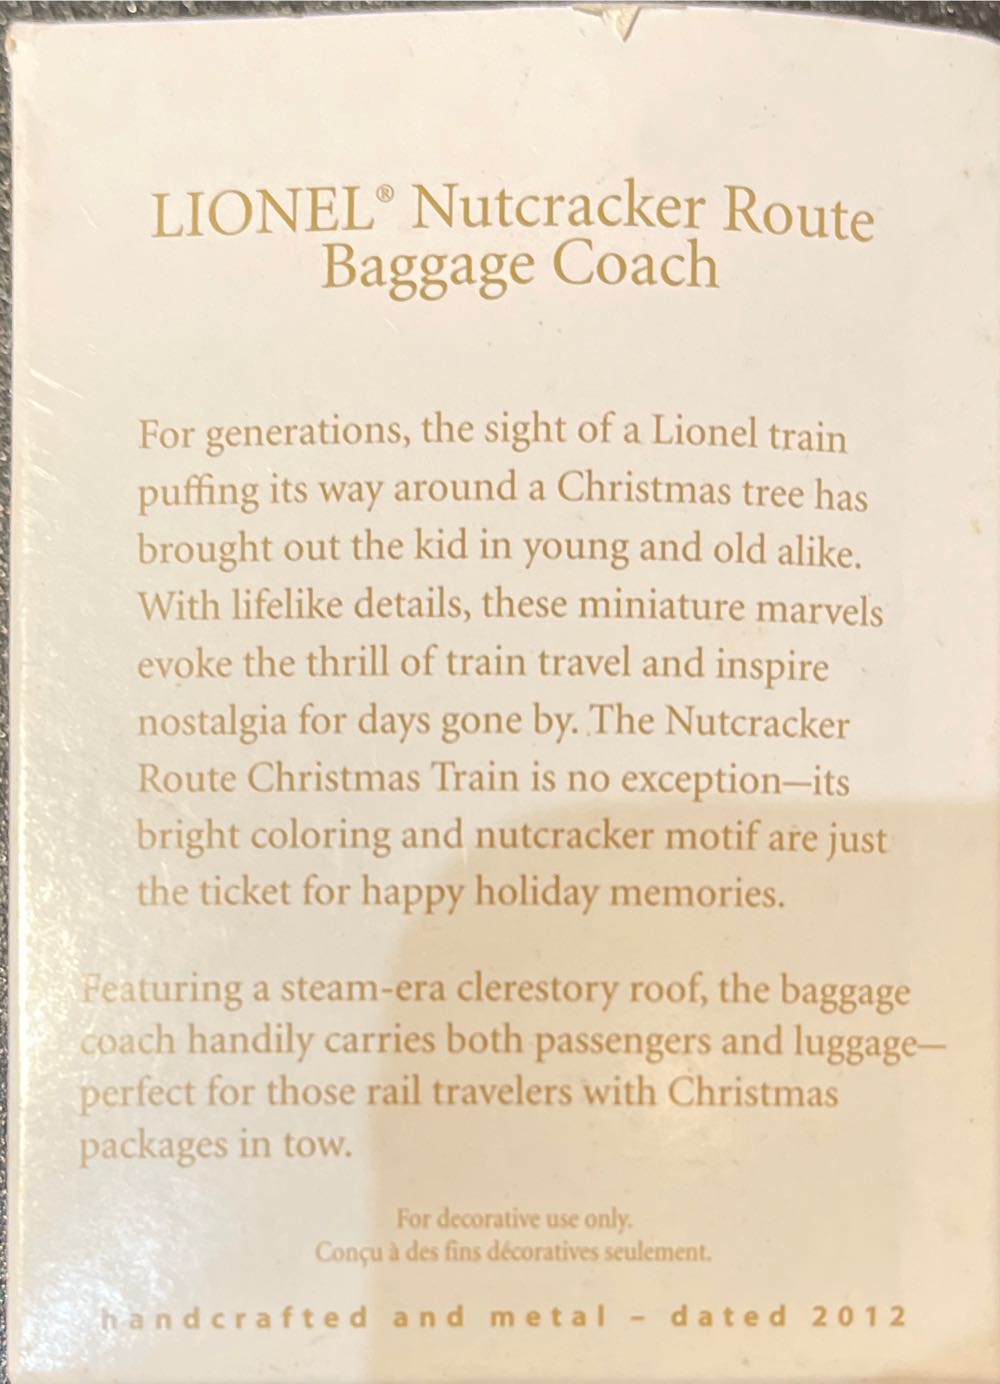 LIONEL® Nutcracker Route
Baggage Coach
For generations, the sight of a Lionel train
puffing its way around a Christmas tree has
brought out the kid in young and old alike.
With lifelike details, these miniature marvels
evoke the thrill of train travel and inspire
nostalgia for days gone by. The Nutcracker
Route Christmas Train is no exception—its
bright coloring and nutcracker motif are just
the ticket for happy holiday memories.
Featuring a steam-era clerestory roof, the baggage
coach handily carries both passengers and luggage—
perfect for those rail travelers with Christmas
packages in tow.
For decorative use only.
Conçu à des fins décoratives seulement.
handcrafted and metal – dated 2012